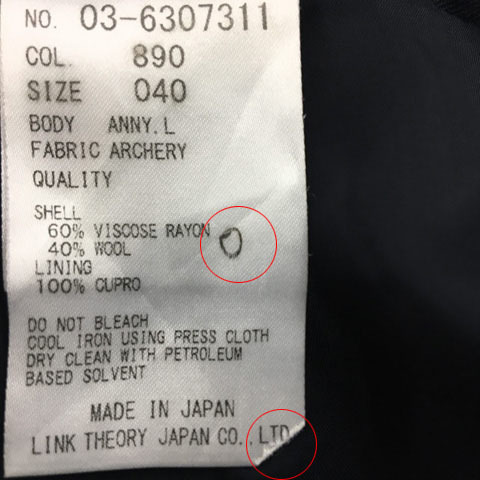 NO. 03-6307311
COL. 890
SIZE 040
BODY ANNY.L
FABRIC ARCHERY
QUALITY
SHELL
60% VISCOSE RAYON
40% WOOL
LINING
100% CUPRO
DO NOT BLEACH
COOL IRON USING PRESS CLOTH
DRY CLEAN WITH PETROLEUM
BASED SOLVENT
MADE IN JAPAN
LINK THEORY JAPAN CO.,LTD